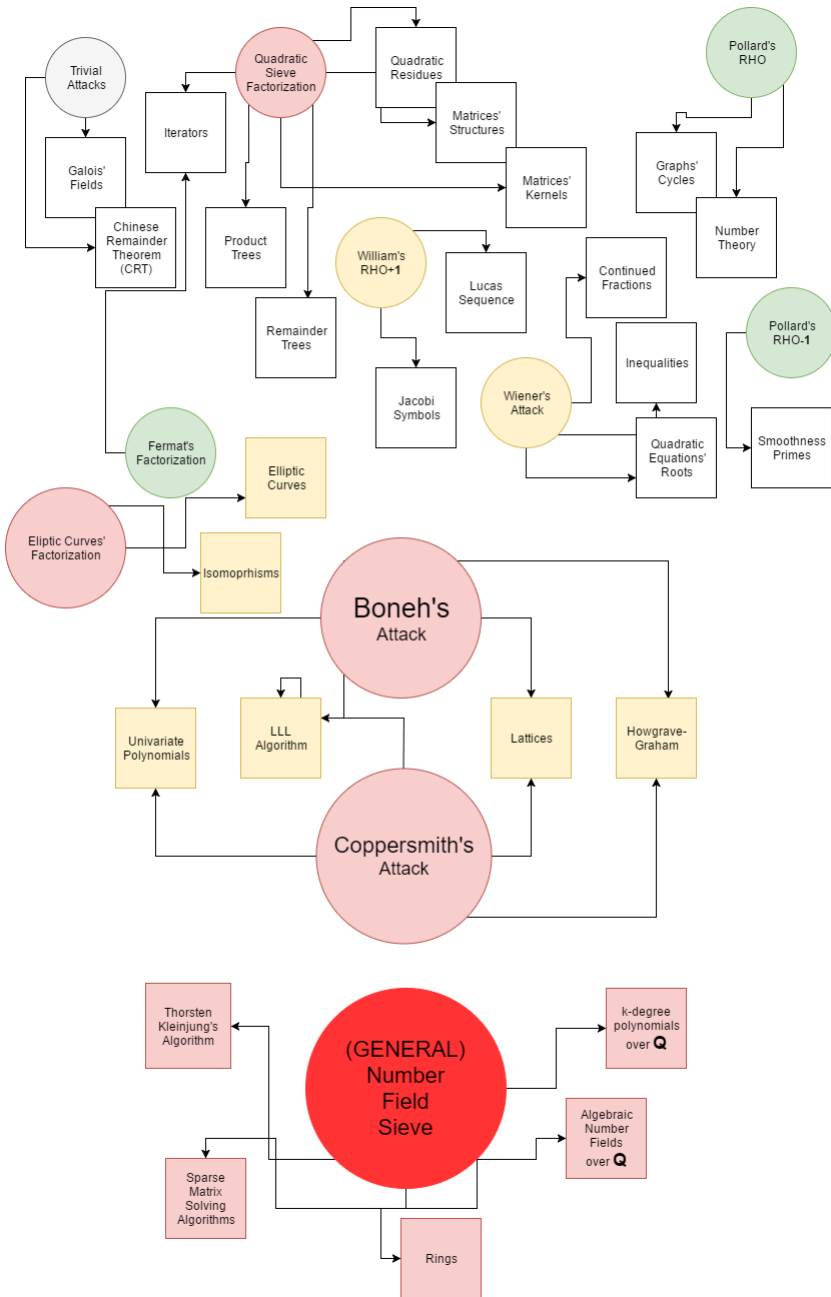 Trivial
Attacks
Quadratic
Sieve
Factorization
Quadratic
Residues
Pollard's
RHO
Iterators
Matrices'
Structures
Galois'
Fields
Graphs'
Cycles
Matrices'
Kernels
Chinese
Remainder
Theorem
(CRT)
Product
Trees
Number
Theory
William's
RHO+1
Lucas
Sequence
Continued
Fractions
Remainder
Trees
Pollard's
RHO-1
Inequalities
Jacobi
Symbols
Wiener's
Attack
Fermat's
Factorization
Quadratic
Equations'
Roots
Smoothness
Primes
Elliptic
Curves
Eliptic Curves'
Factorization
Isomoprhisms
Boneh's
Attack
Univariate
Polynomials
LLL
Algorithm
Lattices
Howgrave-
Graham
Coppersmith's
Attack
Thorsten
Kleinjung's
Algorithm
(GENERAL)
Number
Field
Sieve
k-degree
polynomials
over Q
Algebraic
Number
Fields
over Q
Sparse
Matrix
Solving
Algorithms
Rings